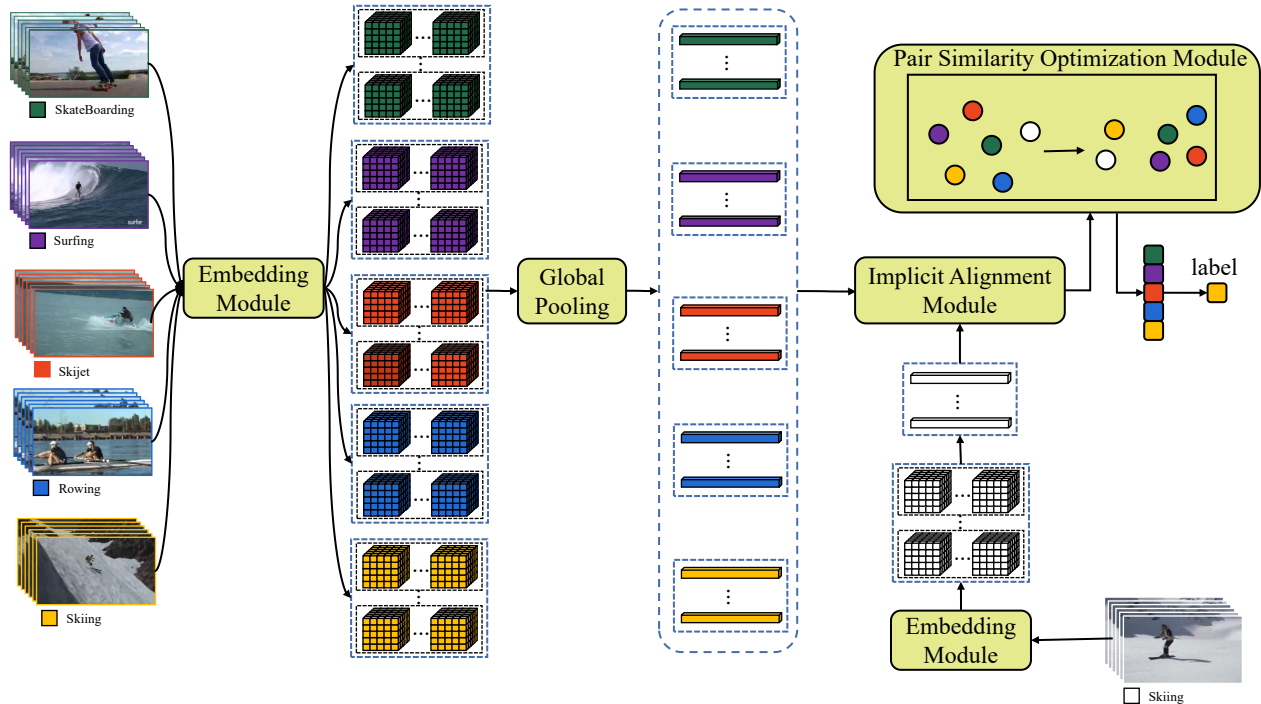 SkateBoarding
surfer
Surfing
Skijet
Rowing
Skiing
Embedding
Module
...
...
...
...
...
...
...
...
...
...
Global
Pooling
Pair Similarity Optimization Module
Implicit Alignment
Module
label
...
...
Embedding
Module
Skiing